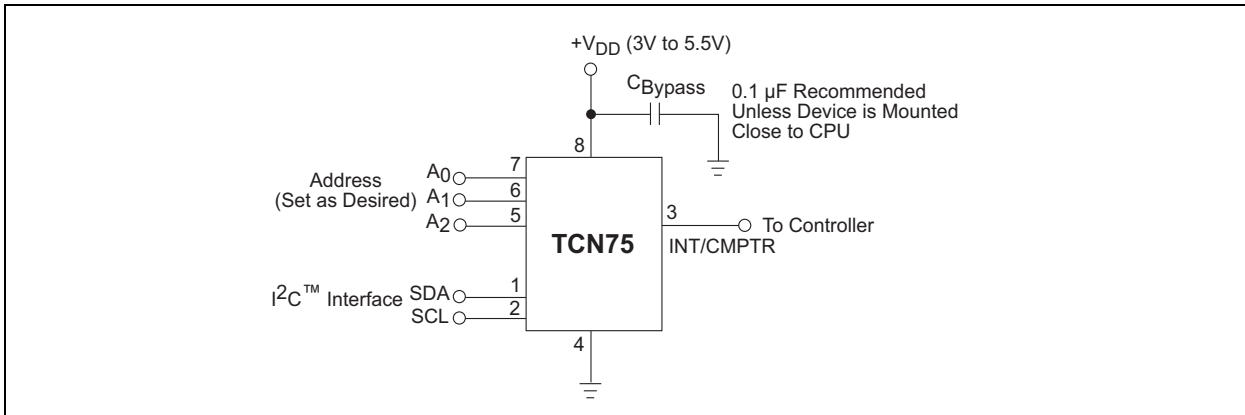 +VDD (3V to 5.5V)
CBypass
0.1 µF Recommended
Unless Device is Mounted
Close to CPU
8
Address
(Set as Desired)
A0
7
A1
6
A2
5
TCN75
3
To Controller
INT/CMPTR
I2C™ Interface
SDA
1
SCL
2
4